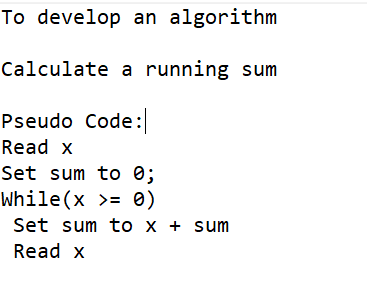 To develop an algorithm
Calculate a running sum
Pseudo Code:
Read x
Set sum to 0;
While(x >= 0)
Set sum to x + sum
Read x